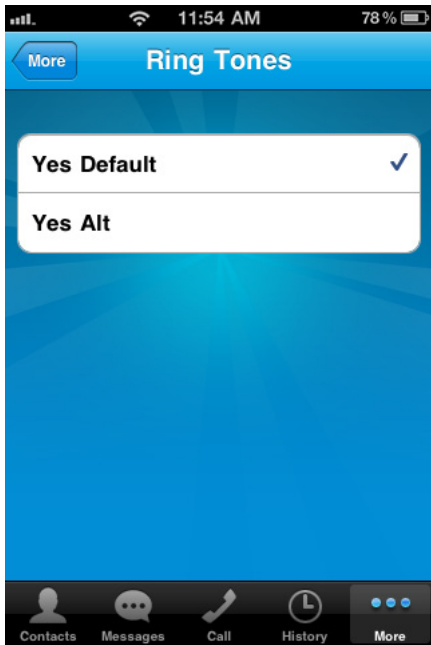 11:54 AM 78%
More Ring Tones
Yes Default
Yes Alt
Contacts Messages Call History More